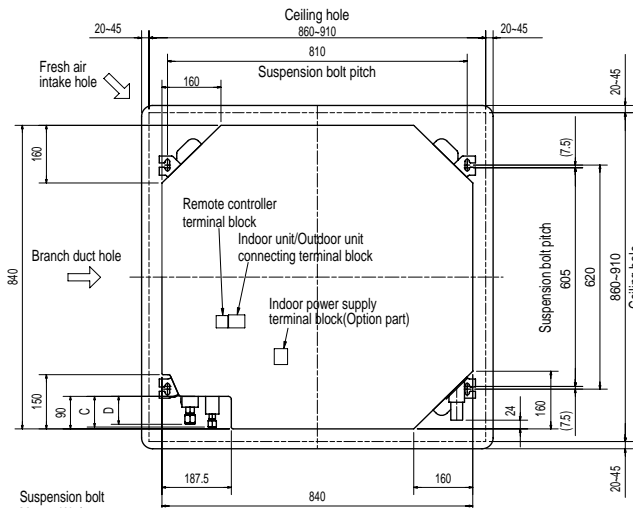 Ceiling hole
20~45
860~910
20~45
810
Fresh air
intake hole
Suspension bolt pitch
160
20~45
160
(7.5)
Remote controller
terminal block
Indoor unit/Outdoor unit
connecting terminal block
Branch duct hole
840
Indoor power supply
terminal block(Option part)
Suspension bolt pitch
605
620
860~910
Ceiling hole
150
90
C
D
24
160
(7.5)
187.5
160
20~45
Suspension bolt
840